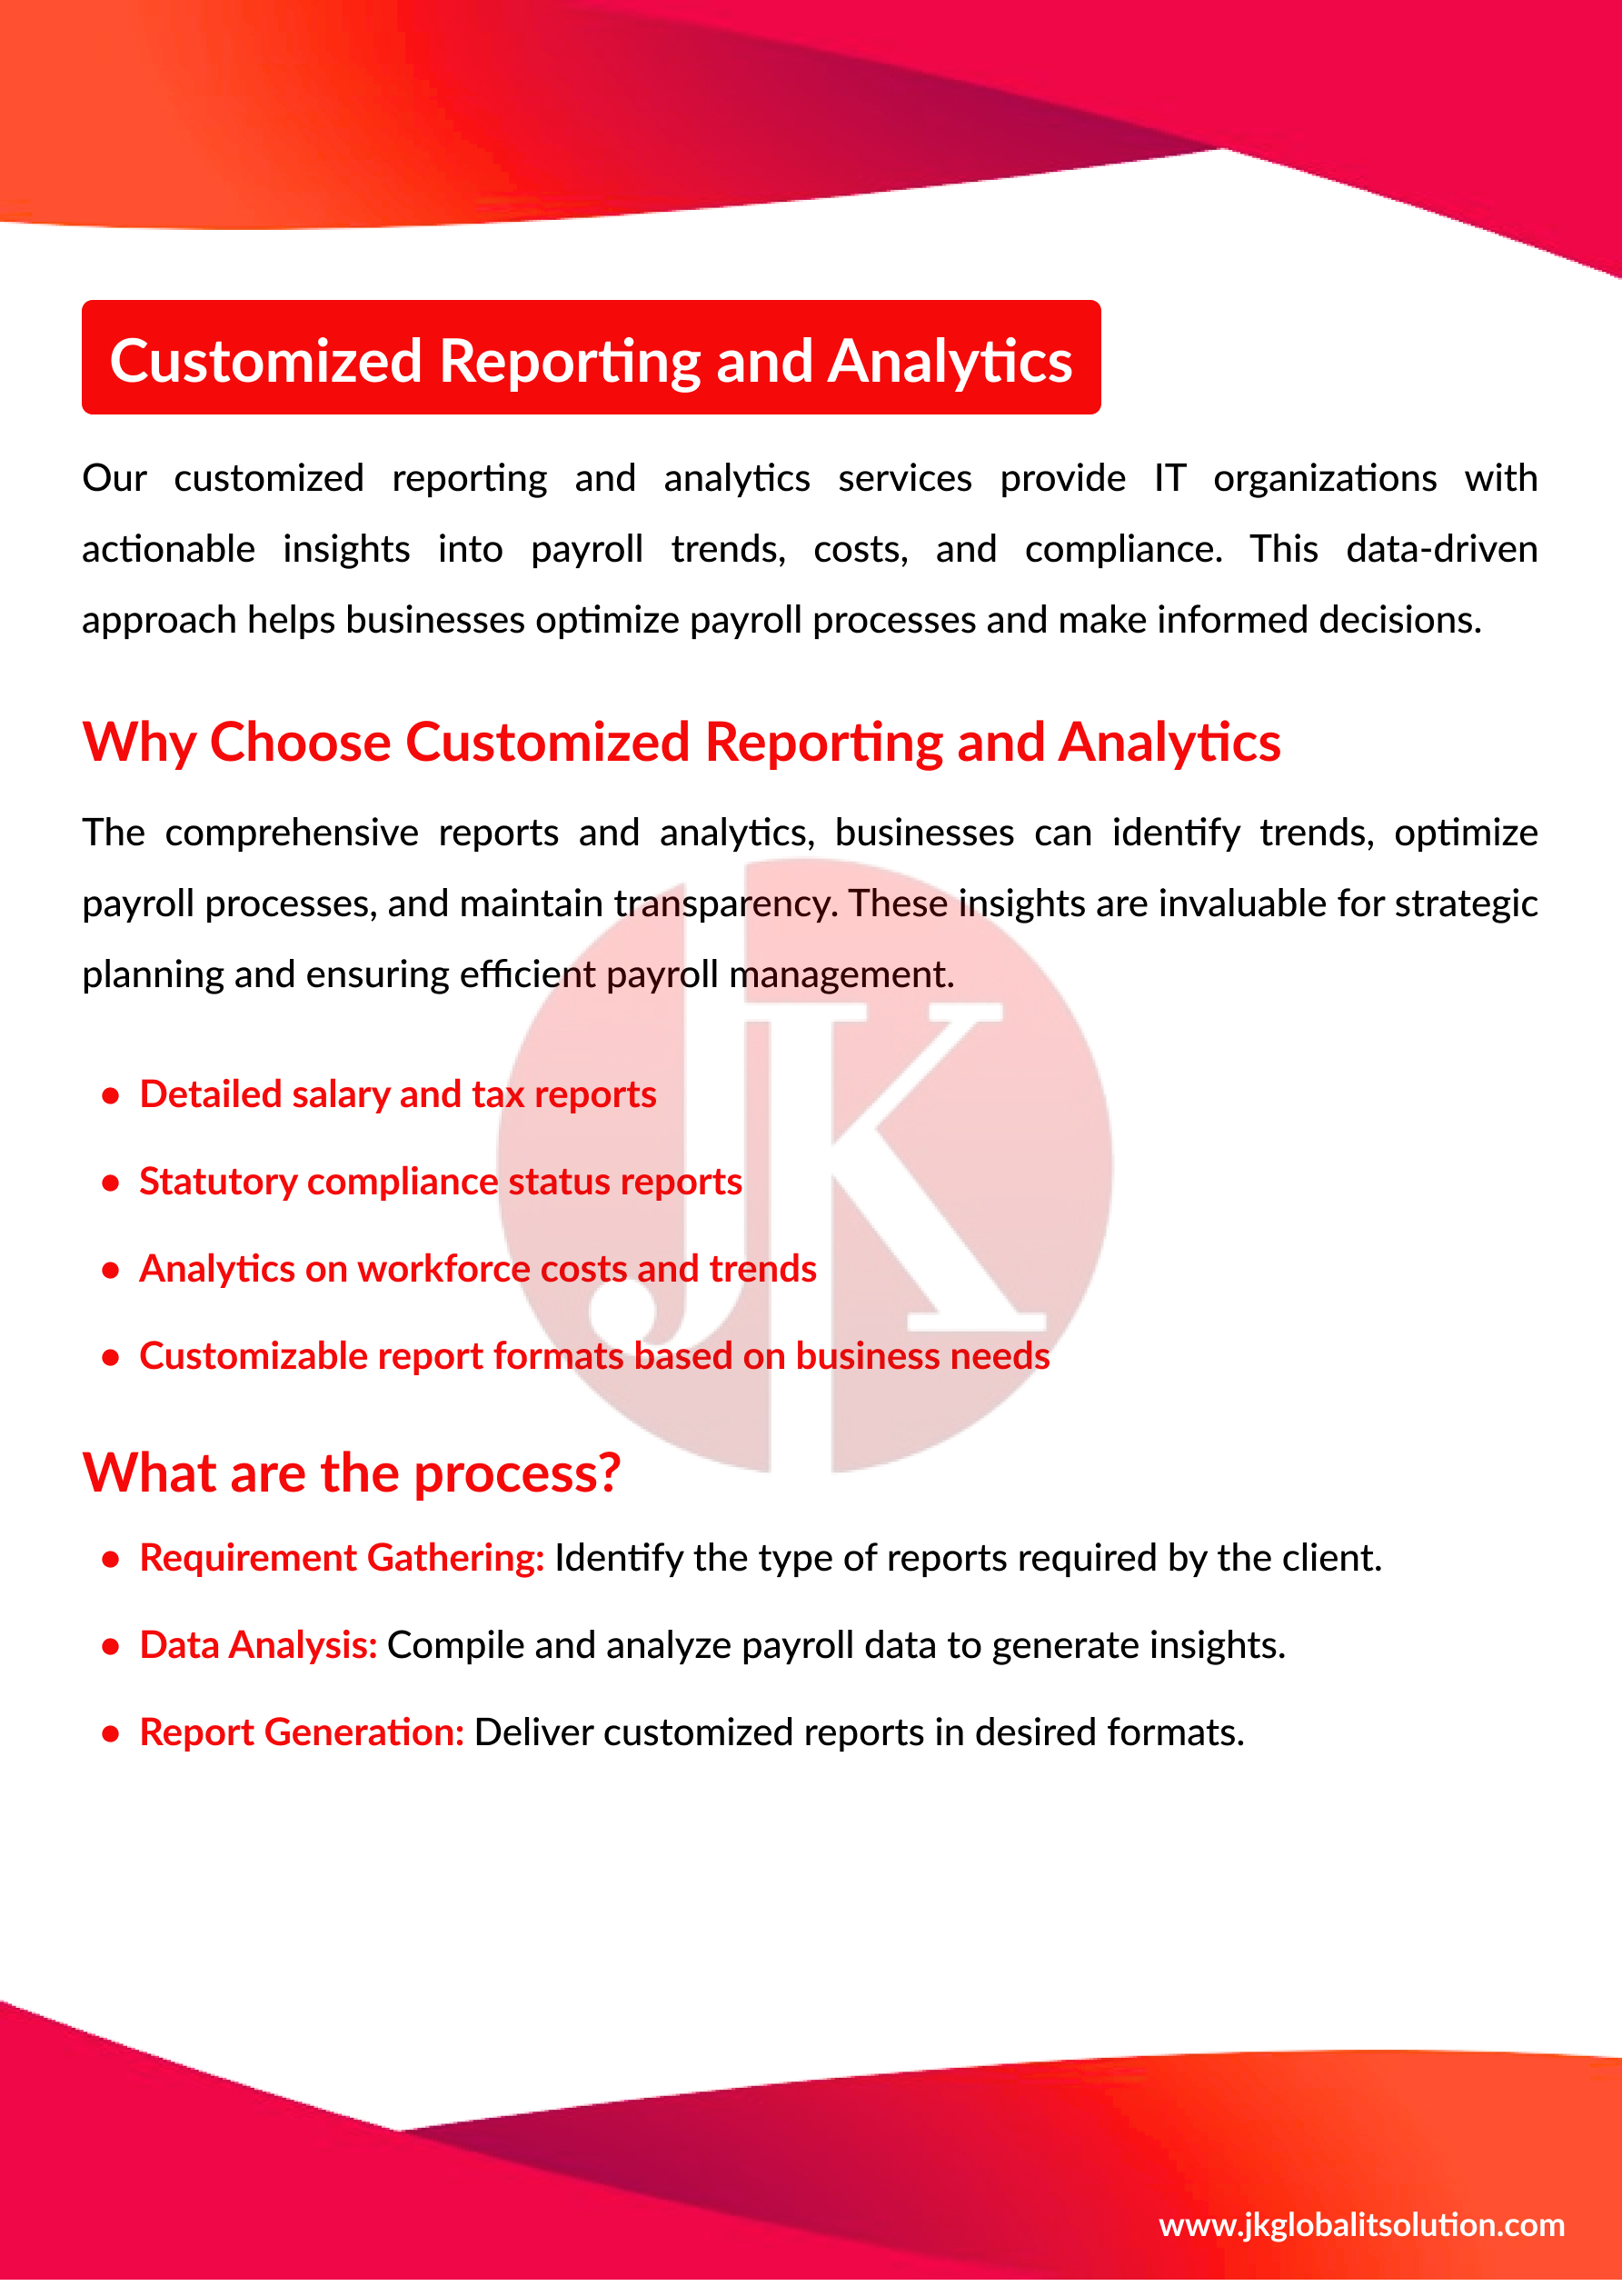 Customized Reporting and Analytics
Our customized reporting and analytics services provide IT organizations with
actionable insights into payroll trends, costs, and compliance. This data-driven
approach helps businesses optimize payroll processes and make informed decisions.
Why Choose Customized Reporting and Analytics
The comprehensive reports and analytics, businesses can identify trends, optimize
payroll processes, and maintain transparency. These insights are invaluable for strategic
planning and ensuring efficient payroll management.
JK
● Detailed salary and tax reports
● Statutory compliance status reports
● Analytics on workforce costs and trends
● Customizable report formats based on business needs
What are the process?
● Requirement Gathering: Identify the type of reports required by the client.
● Data Analysis: Compile and analyze payroll data to generate insights.
● Report Generation: Deliver customized reports in desired formats.
www.jkglobalitsolution.com